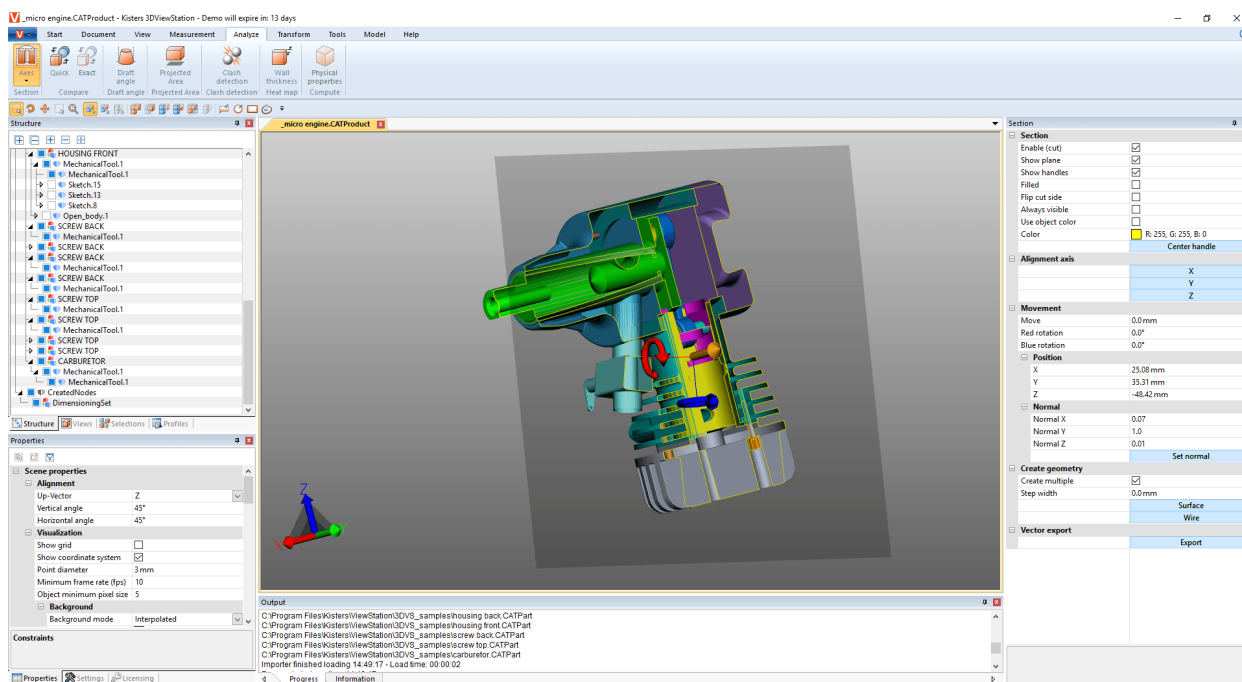 _micro engine.CATProduct - Kisters 3DViewStation - Demo will expire in: 13 days
Start Document View Measurement Analyze Transform Tools Model Help
Axes Quick Exact Draft angle Projected Area Clash detection Wall thickness Physical properties
Section Compare Draft angle Projected Area Clash detection Heat map Compute
Structure
HOUSING FRONT
MechanicalTool.1
MechanicalTool.1
Sketch.15
Sketch.13
Sketch.8
Open_body.1
SCREW BACK
MechanicalTool.1
SCREW BACK
SCREW BACK
MechanicalTool.1
SCREW BACK
MechanicalTool.1
SCREW TOP
MechanicalTool.1
SCREW TOP
MechanicalTool.1
SCREW TOP
SCREW TOP
CARBURETOR
MechanicalTool.1
MechanicalTool.1
CreatedNodes
DimensioningSet
Structure Views Selections Profiles
Properties
Scene properties
Alignment
Up-Vector Z
Vertical angle 45°
Horizontal angle 45°
Visualization
Show grid
Show coordinate system
Point diameter 3 mm
Minimum frame rate (fps) 10
Object minimum pixel size 5
Background
Background mode Interpolated
Constraints
Properties Settings Licensing
_micro engine.CATProduct
Z
X
Output
C:\Program Files\Kisters\ViewStation\3DVS_samples\housing back.CATPart
C:\Program Files\Kisters\ViewStation\3DVS_samples\housing front.CATPart
C:\Program Files\Kisters\ViewStation\3DVS_samples\screw back.CATPart
C:\Program Files\Kisters\ViewStation\3DVS_samples\screw top.CATPart
C:\Program Files\Kisters\ViewStation\3DVS_samples\carburetor.CATPart
Importer finished loading 14:49:17 - Load time: 00:00:02
Progress Information
Section
Section
Enable (cut)
Show plane
Show handles
Filled
Flip cut side
Always visible
Use object color
Color R: 255, G: 255, B: 0
Center handle
Alignment axis
X
Y
Z
Movement
Move 0.0 mm
Red rotation 0.0°
Blue rotation 0.0°
Position
X 25.08 mm
Y 35.31 mm
Z -48.42 mm
Normal
Normal X 0.07
Normal Y 1.0
Normal Z 0.01
Set normal
Create geometry
Create multiple
Step width 0.0 mm
Surface
Wire
Vector export
Export